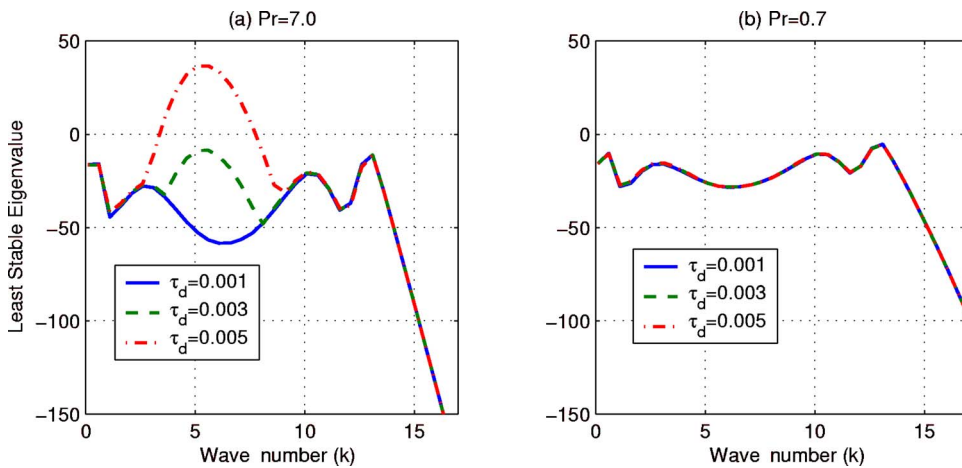 (a) Pr=7.0
50
0
−50
−100
−150
0
5
10
15
Least Stable Eigenvalue
Wave number (k)
τd=0.001
τd=0.003
τd=0.005
(b) Pr=0.7
50
0
−50
−100
−150
0
5
10
15
Wave number (k)
τd=0.001
τd=0.003
τd=0.005